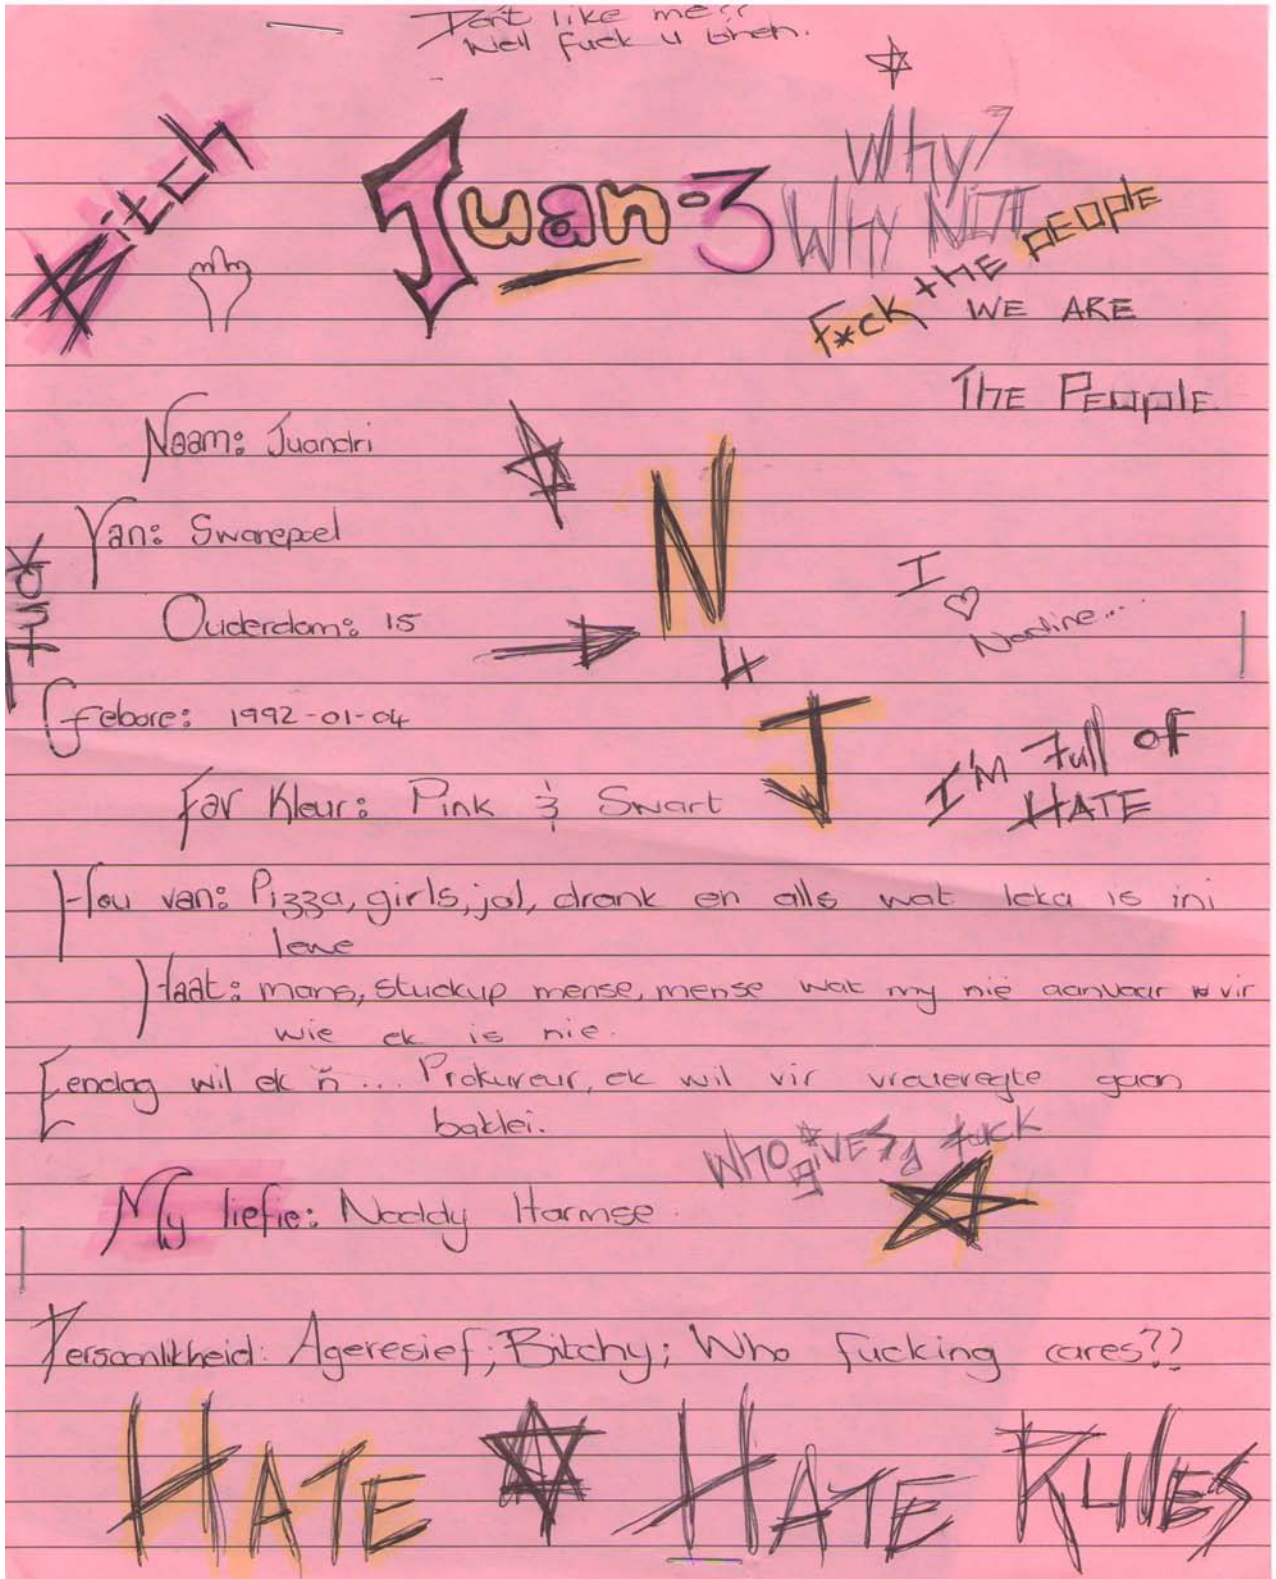 Don't like me??
Well fuck u then.
Bitch
Juan-3
Why?
Why NOT
F*ck tHE PEOPlE
WE ARE
THE PEOPlE
Naam: Juandri
Van: Swanepoel
Ouderdom: 15
N
4
J
I ♡
Nadine...
Gebore: 1992-01-04
I'M Full of
HATE
Fav Kleur: Pink & Swart
Hou van: Pizza, girls, jol, drank en alls wat leka is ini
lewe
Haat: mans, stuckup mense, mense wat my nie aanvaar vir
wie ek is nie.
Eendag wil ek ñ... Prokureur, ek wil vir vroueregte gaan
baklei.
WHO giVES a fuck
My liefie: Noddy Harmse.
Persoonlikheid: Ageresief; Bitchy; Who fucking cares??
HATE HATE RULES